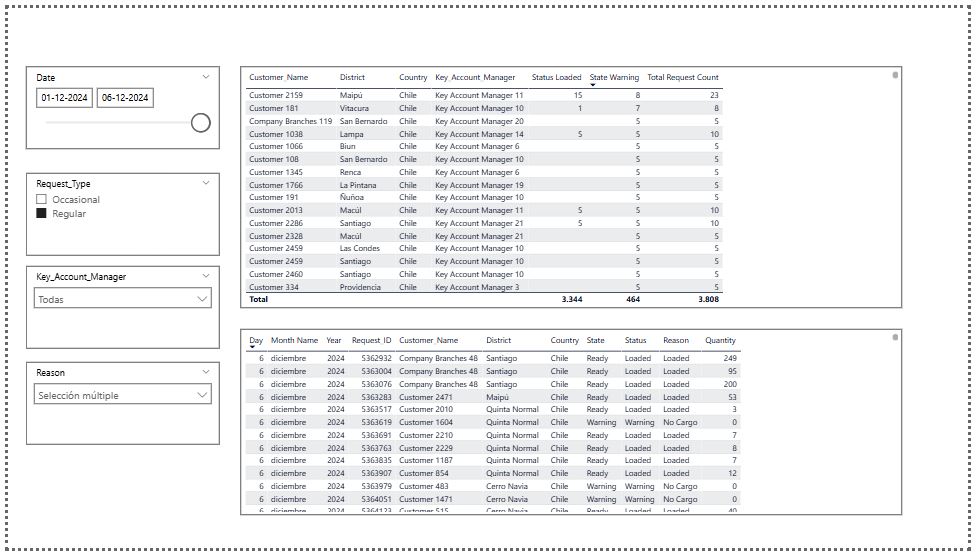 Date
01-12-2024 06-12-2024
Request_Type
Occasional
Regular
Key_Account_Manager
Todas
Reason
Selección múltiple
Customer_Name District Country Key_Account_Manager Status Loaded State Warning Total Request Count
Customer 2159 Maipú Chile Key Account Manager 11 15 8 23
Customer 181 Vitacura Chile Key Account Manager 10 1 7 8
Company Branches 119 San Bernardo Chile Key Account Manager 20 5 5
Customer 1038 Lampa Chile Key Account Manager 14 5 5 10
Customer 1066 Biun Chile Key Account Manager 6 5 5
Customer 108 San Bernardo Chile Key Account Manager 10 5 5
Customer 1345 Renca Chile Key Account Manager 6 5 5
Customer 1766 La Pintana Chile Key Account Manager 19 5 5
Customer 191 Ñuñoa Chile Key Account Manager 10 5 5
Customer 2013 Macúl Chile Key Account Manager 11 5 5 10
Customer 2286 Santiago Chile Key Account Manager 21 5 5 10
Customer 2328 Macúl Chile Key Account Manager 21 5 5
Customer 2459 Las Condes Chile Key Account Manager 10 5 5
Customer 2459 Santiago Chile Key Account Manager 10 5 5
Customer 2460 Santiago Chile Key Account Manager 10 5 5
Customer 334 Providencia Chile Key Account Manager 3 5 5
Total 3.344 464 3.808
Day Month Name Year Request_ID Customer_Name District Country State Status Reason Quantity
6 diciembre 2024 5362932 Company Branches 48 Santiago Chile Ready Loaded Loaded 249
6 diciembre 2024 5363004 Company Branches 48 Santiago Chile Ready Loaded Loaded 95
6 diciembre 2024 5363076 Company Branches 48 Santiago Chile Ready Loaded Loaded 200
6 diciembre 2024 5363283 Customer 2471 Maipú Chile Ready Loaded Loaded 53
6 diciembre 2024 5363517 Customer 2010 Quinta Normal Chile Ready Loaded Loaded 3
6 diciembre 2024 5363619 Customer 1604 Quinta Normal Chile Warning Warning No Cargo 0
6 diciembre 2024 5363691 Customer 2210 Quinta Normal Chile Ready Loaded Loaded 7
6 diciembre 2024 5363763 Customer 2229 Quinta Normal Chile Ready Loaded Loaded 8
6 diciembre 2024 5363835 Customer 1187 Quinta Normal Chile Ready Loaded Loaded 7
6 diciembre 2024 5363907 Customer 854 Quinta Normal Chile Ready Loaded Loaded 12
6 diciembre 2024 5363979 Customer 483 Cerro Navia Chile Warning Warning No Cargo 0
6 diciembre 2024 5364051 Customer 1471 Cerro Navia Chile Warning Warning No Cargo 0
6 diciembre 2024 5364123 Customer 515 Cerro Navia Chile Ready Loaded Loaded 40